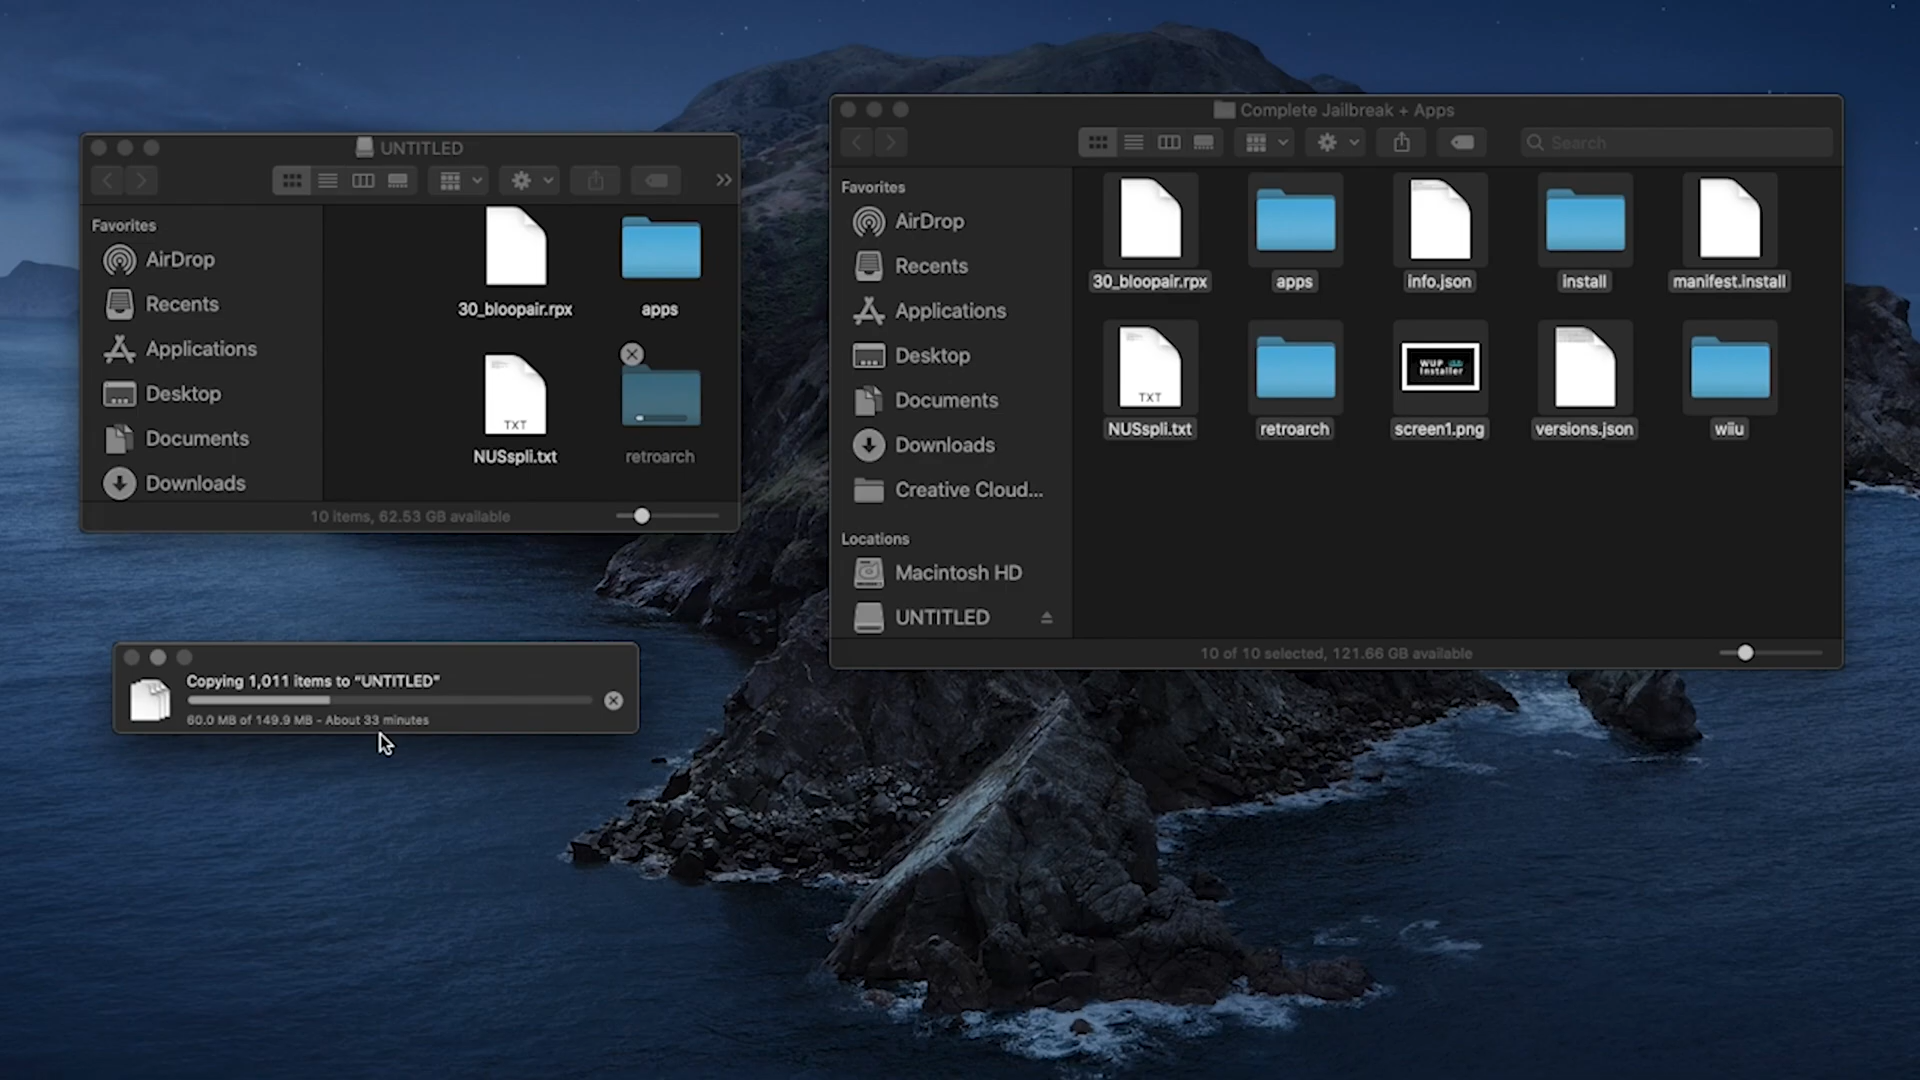 UNTITLED
Favorites
AirDrop
Recents
Applications
Desktop
Documents
Downloads
30_bloopair.rpx
apps
TXT
NUSspli.txt
retroarch
10 items, 62.53 GB available
Copying 1,011 items to “UNTITLED”
60.0 MB of 149.9 MB - About 33 minutes
Complete Jailbreak + Apps
Search
Favorites
AirDrop
Recents
Applications
Desktop
Documents
Downloads
Creative Cloud...
Locations
Macintosh HD
UNTITLED
30_bloopair.rpx
apps
info.json
install
manifest.install
TXT
WUP
Installer
NUSspli.txt
retroarch
screen1.png
versions.json
wiiu
10 of 10 selected, 121.66 GB available